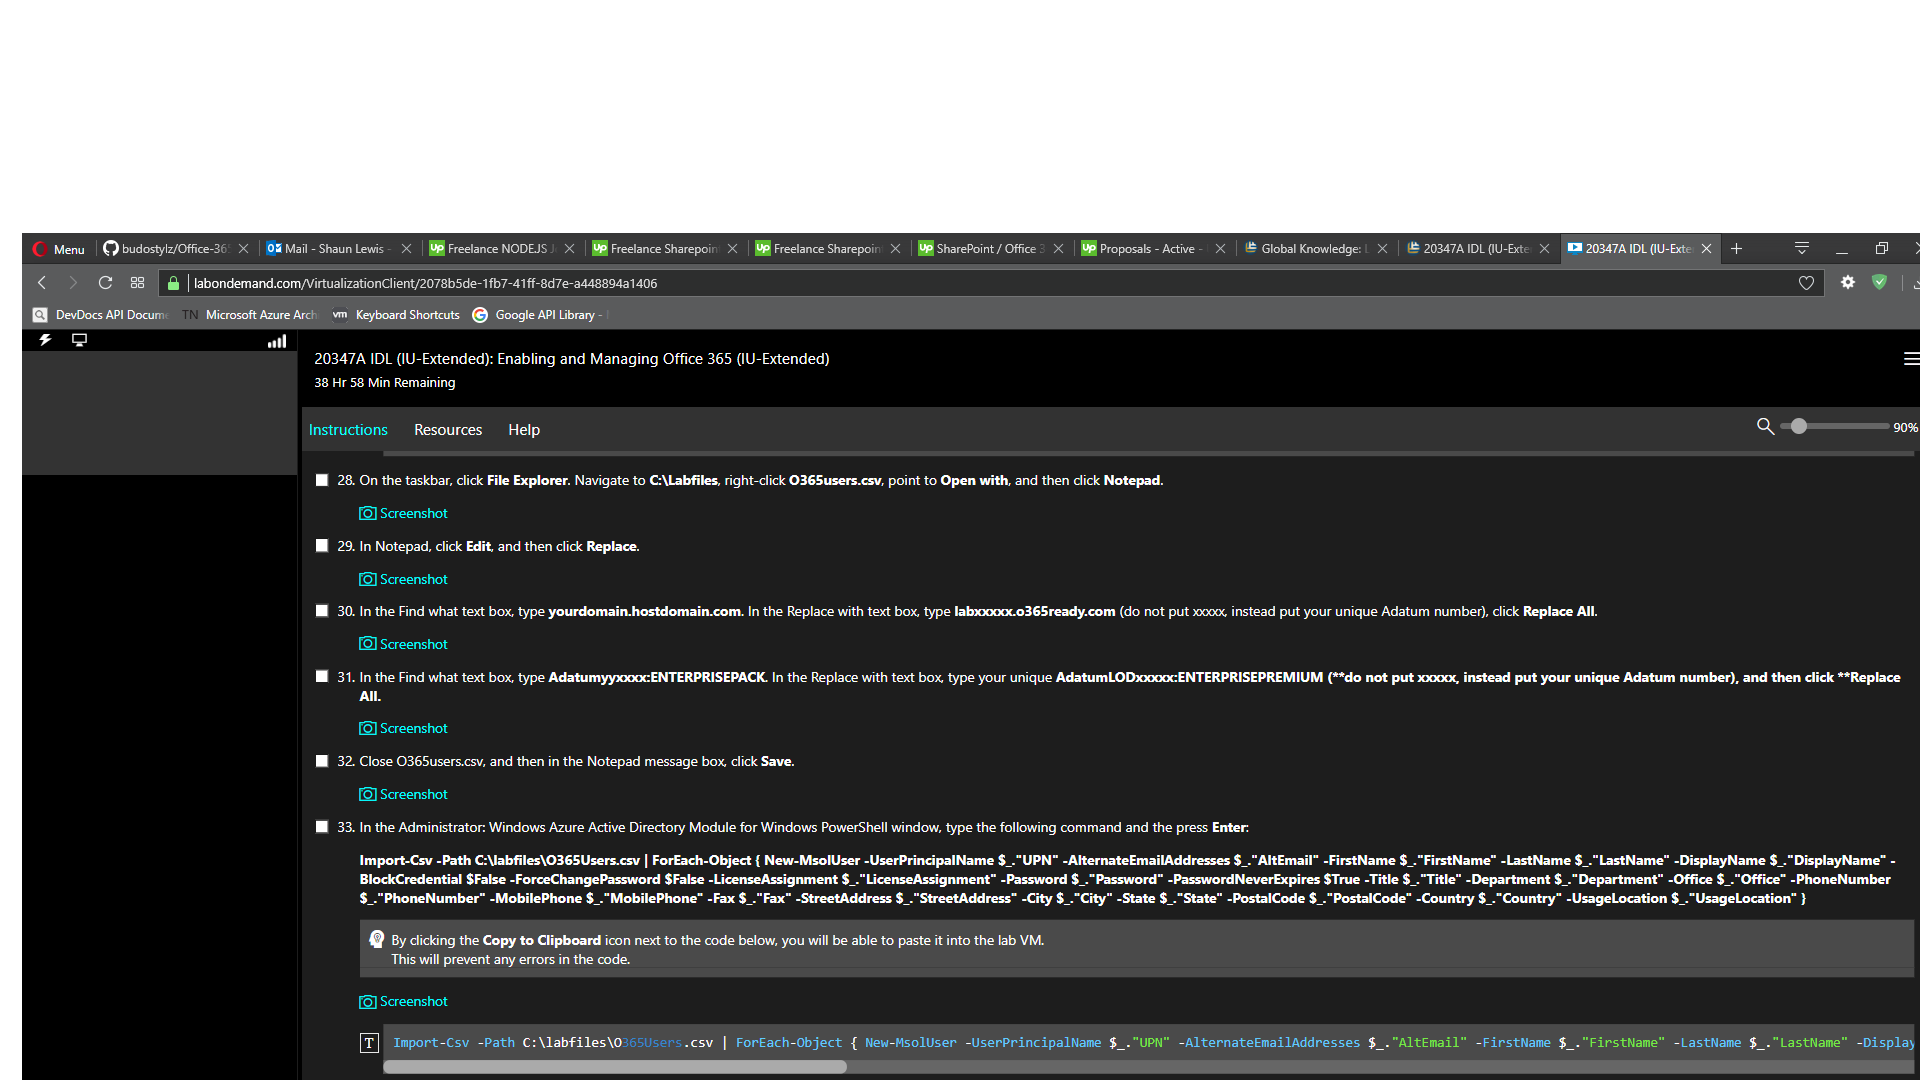 Menu budostylz/Office-365 Mail - Shaun Lewis - Freelance NODEJS J Freelance Sharepoin Freelance Sharepoin SharePoint / Office 3 Proposals - Active - Global Knowledge: L 20347A IDL (IU-Exte 20347A IDL (IU-Exte
labondemand.com/VirtualizationClient/2078b5de-1fb7-41ff-8d7e-a448894a1406
DevDocs API Docume TN Microsoft Azure Arch vm Keyboard Shortcuts Google API Library -
20347A IDL (IU-Extended): Enabling and Managing Office 365 (IU-Extended)
38 Hr 58 Min Remaining
Instructions Resources Help 90%
28. On the taskbar, click File Explorer. Navigate to C:\Labfiles, right-click O365users.csv, point to Open with, and then click Notepad.
Screenshot
29. In Notepad, click Edit, and then click Replace.
Screenshot
30. In the Find what text box, type yourdomain.hostdomain.com. In the Replace with text box, type labxxxxx.o365ready.com (do not put xxxxx, instead put your unique Adatum number), click Replace All.
Screenshot
31. In the Find what text box, type Adatumyyxxxx:ENTERPRISEPACK. In the Replace with text box, type your unique AdatumLODxxxxx:ENTERPRISEPREMIUM (**do not put xxxxx, instead put your unique Adatum number), and then click **Replace
All.
Screenshot
32. Close O365users.csv, and then in the Notepad message box, click Save.
Screenshot
33. In the Administrator: Windows Azure Active Directory Module for Windows PowerShell window, type the following command and the press Enter:
Import-Csv -Path C:\labfiles\O365Users.csv | ForEach-Object { New-MsolUser -UserPrincipalName $_."UPN" -AlternateEmailAddresses $_."AltEmail" -FirstName $_."FirstName" -LastName $_."LastName" -DisplayName $_."DisplayName" -
BlockCredential $False -ForceChangePassword $False -LicenseAssignment $_."LicenseAssignment" -Password $_."Password" -PasswordNeverExpires $True -Title $_."Title" -Department $_."Department" -Office $_."Office" -PhoneNumber
$_."PhoneNumber" -MobilePhone $_."MobilePhone" -Fax $_."Fax" -StreetAddress $_."StreetAddress" -City $_."City" -State $_."State" -PostalCode $_."PostalCode" -Country $_."Country" -UsageLocation $_."UsageLocation" }
By clicking the Copy to Clipboard icon next to the code below, you will be able to paste it into the lab VM.
This will prevent any errors in the code.
Screenshot
T Import-Csv -Path C:\labfiles\O365Users.csv | ForEach-Object { New-MsolUser -UserPrincipalName $_."UPN" -AlternateEmailAddresses $_."AltEmail" -FirstName $_."FirstName" -LastName $_."LastName" -Display